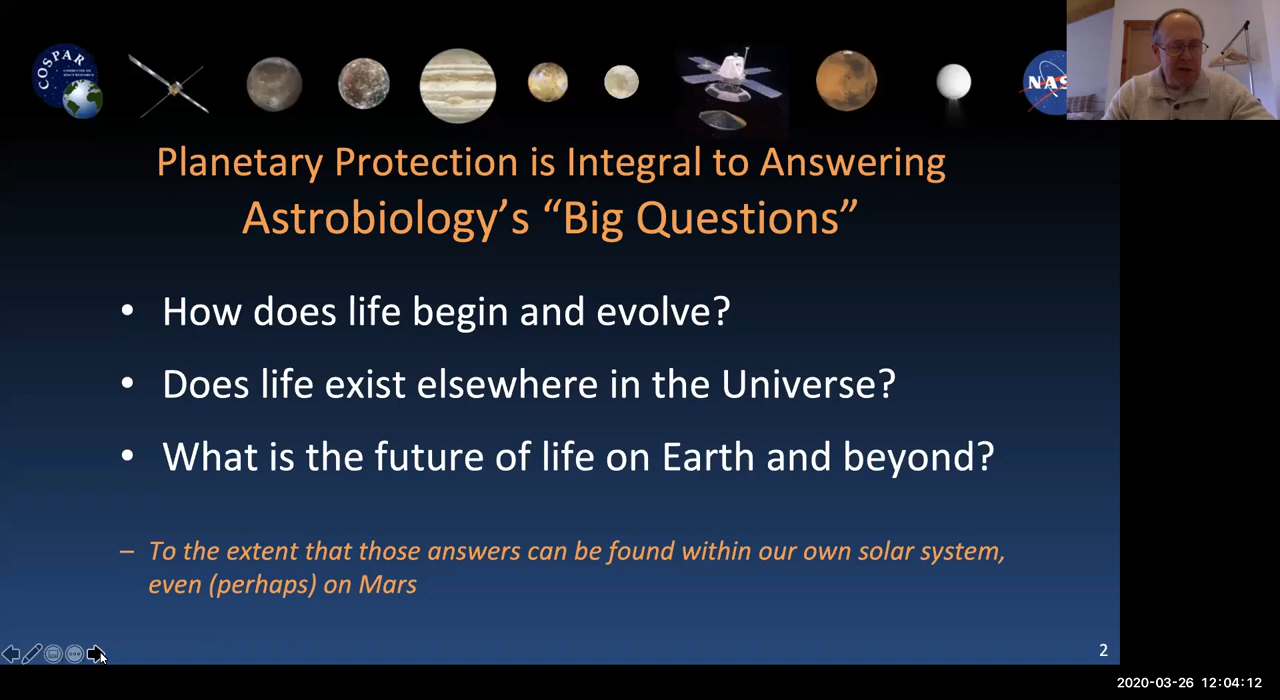 COSPAR
NAS
Planetary Protection is Integral to Answering
Astrobiology’s “Big Questions”
• How does life begin and evolve?
• Does life exist elsewhere in the Universe?
• What is the future of life on Earth and beyond?
– To the extent that those answers can be found within our own solar system,
even (perhaps) on Mars
2
2020-03-26 12:04:12